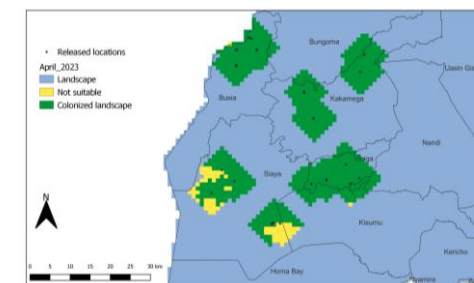 Released locations
April_2023
Landscape
Not suitable
Colonized landscape
Bungoma
Uasin Gi
Busia
Kakamega
Nandi
Siaya
Kisumu
Kericho
Homa Bay
Nyamira
N
0 5 10 15 20 25 30 km